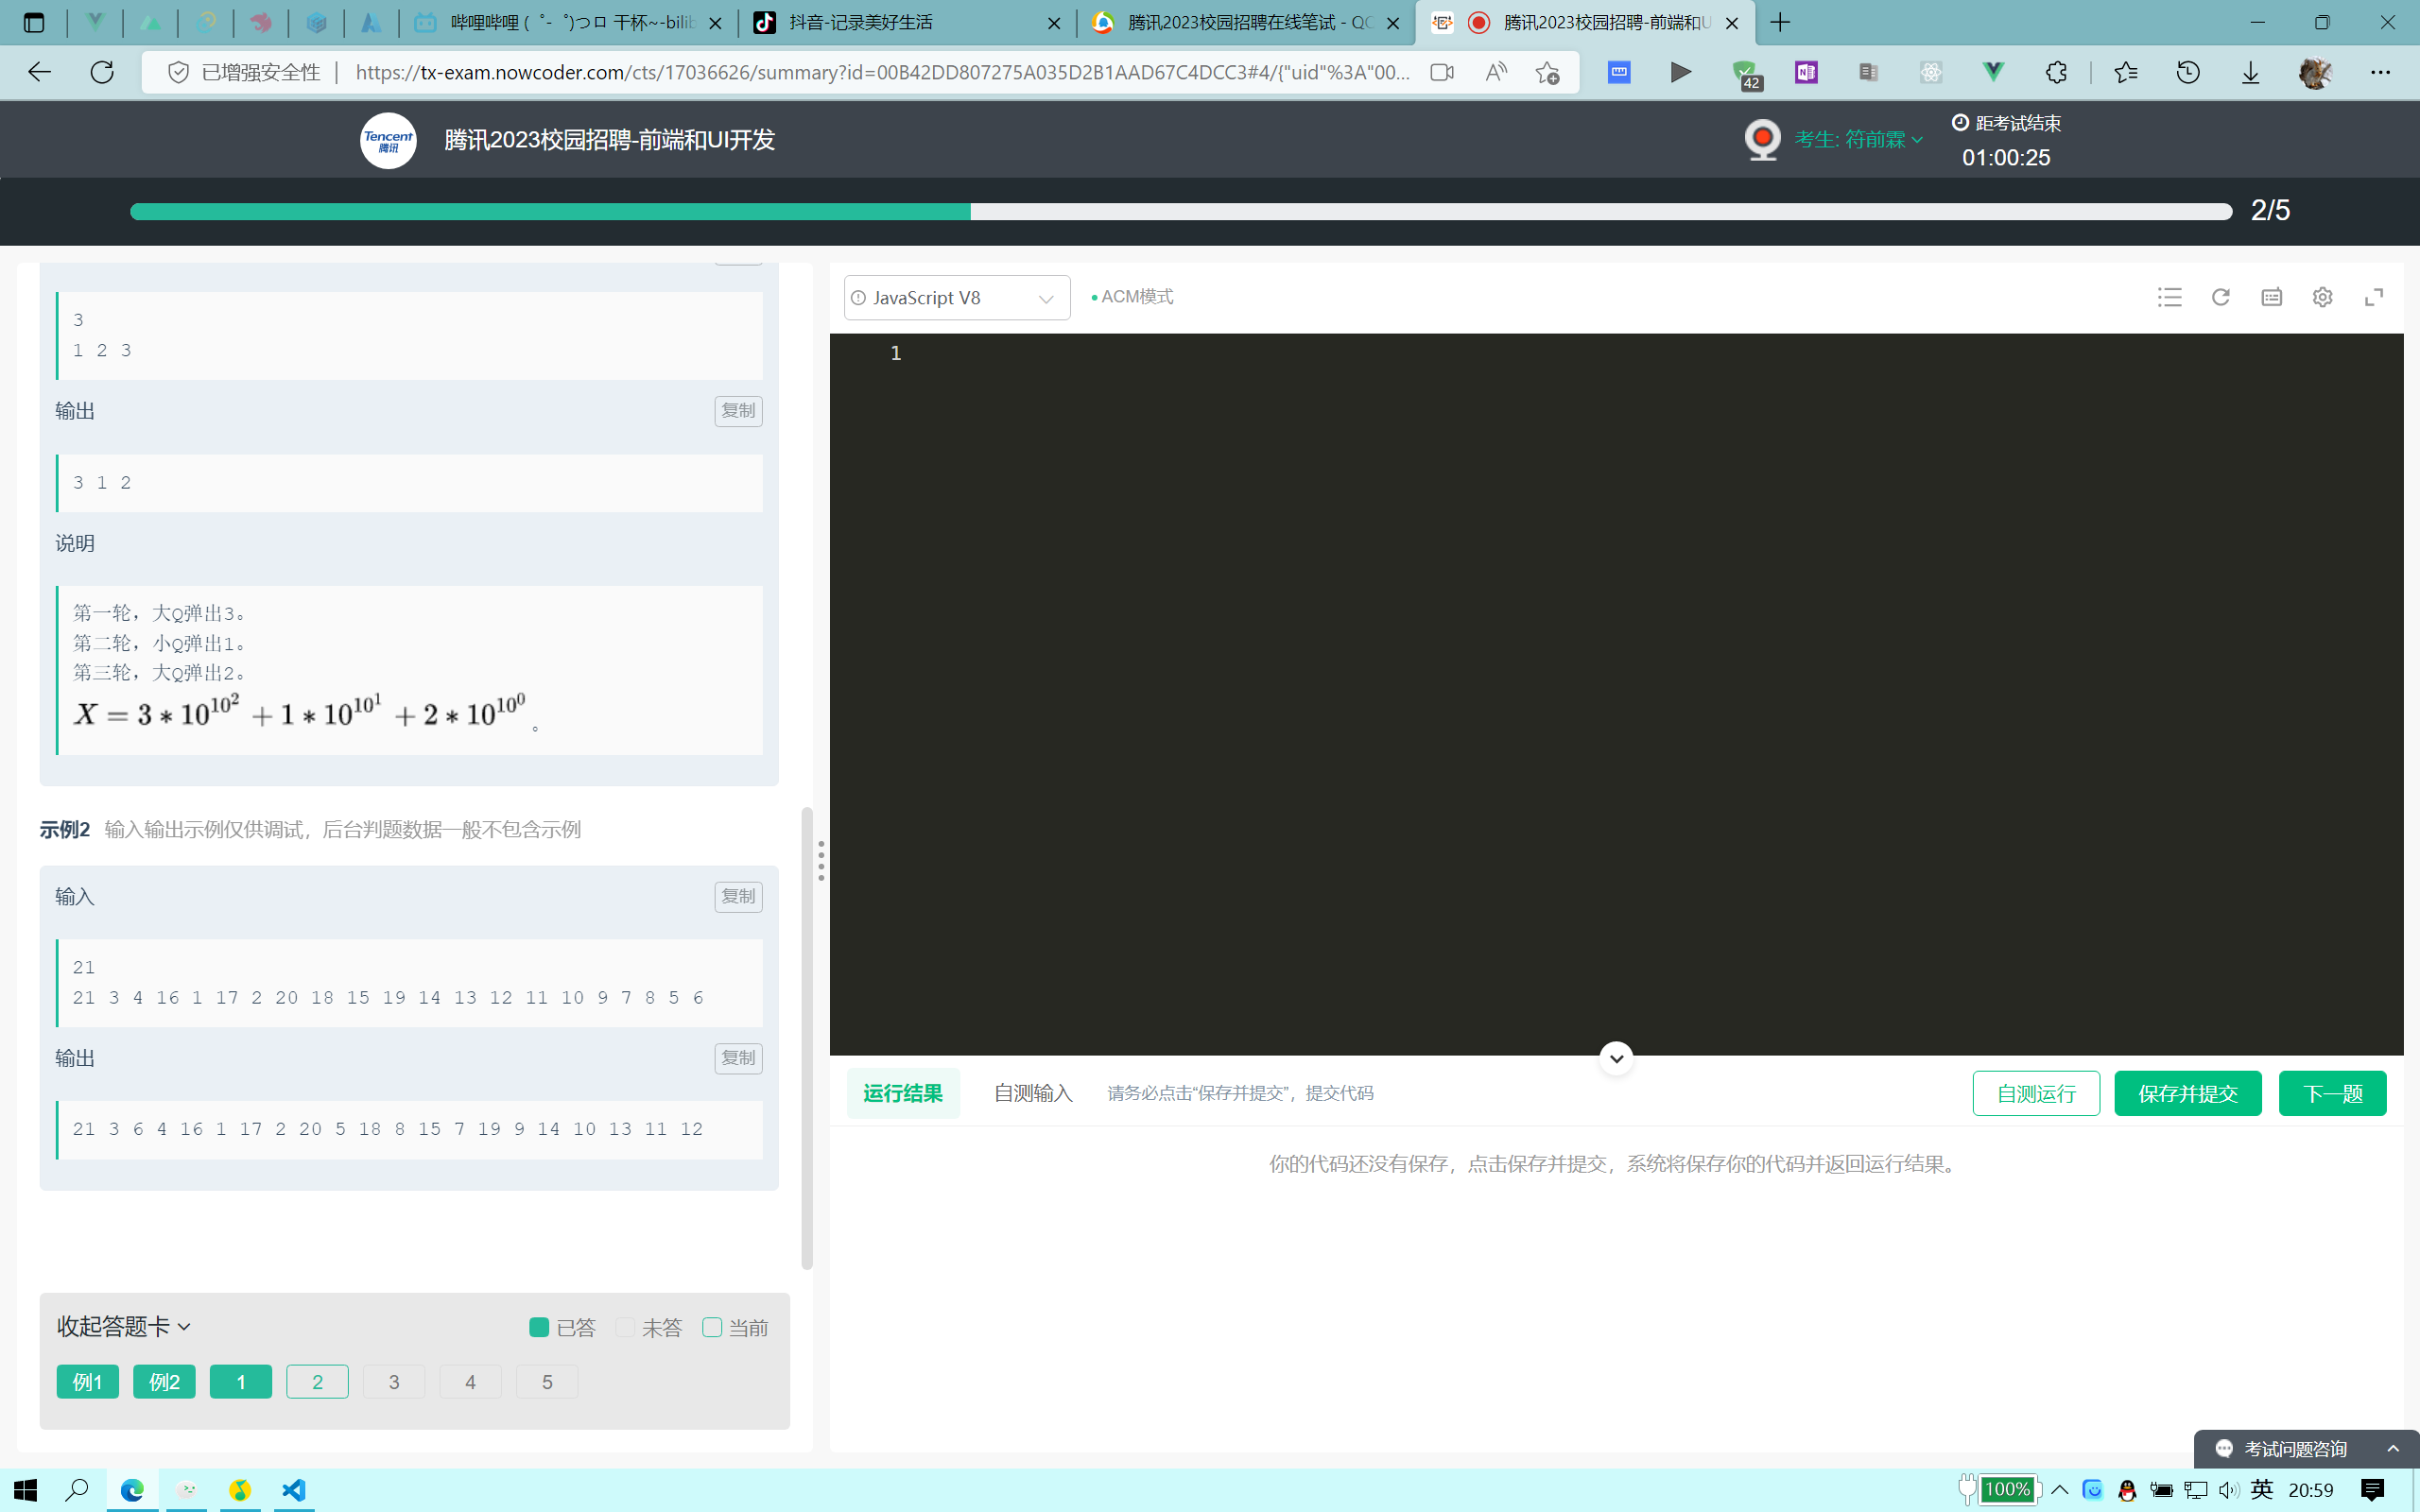 哔哩哔哩 (゜-゜)つロ 干杯~-bilib
抖音-记录美好生活
腾讯2023校园招聘在线笔试 - QQ
腾讯2023校园招聘-前端和U
已增强安全性
https://tx-exam.nowcoder.com/cts/17036626/summary?id=00B42DD807275A035D2B1AAD67C4DCC3#4/{"uid"%3A"00...
42
Tencent
腾讯
腾讯2023校园招聘-前端和UI开发
考生: 符前霖
距考试结束
01:00:25
2/5
3
1 2 3
输出
复制
3 1 2
说明
第一轮，大Q弹出3。
第二轮，小Q弹出1。
第三轮，大Q弹出2。
X = 3 * 10^{10^2} + 1 * 10^{10^1} + 2 * 10^{10^0} 。
示例2 输入输出示例仅供调试，后台判题数据一般不包含示例
输入
复制
21
21 3 4 16 1 17 2 20 18 15 19 14 13 12 11 10 9 7 8 5 6
输出
复制
21 3 6 4 16 1 17 2 20 5 18 8 15 7 19 9 14 10 13 11 12
收起答题卡
已答 未答 当前
例1 例2 1 2 3 4 5
JavaScript V8
ACM模式
1
运行结果
自测输入
请务必点击“保存并提交”，提交代码
自测运行
保存并提交
下一题
你的代码还没有保存，点击保存并提交，系统将保存你的代码并返回运行结果。
考试问题咨询
100%
英
20:59